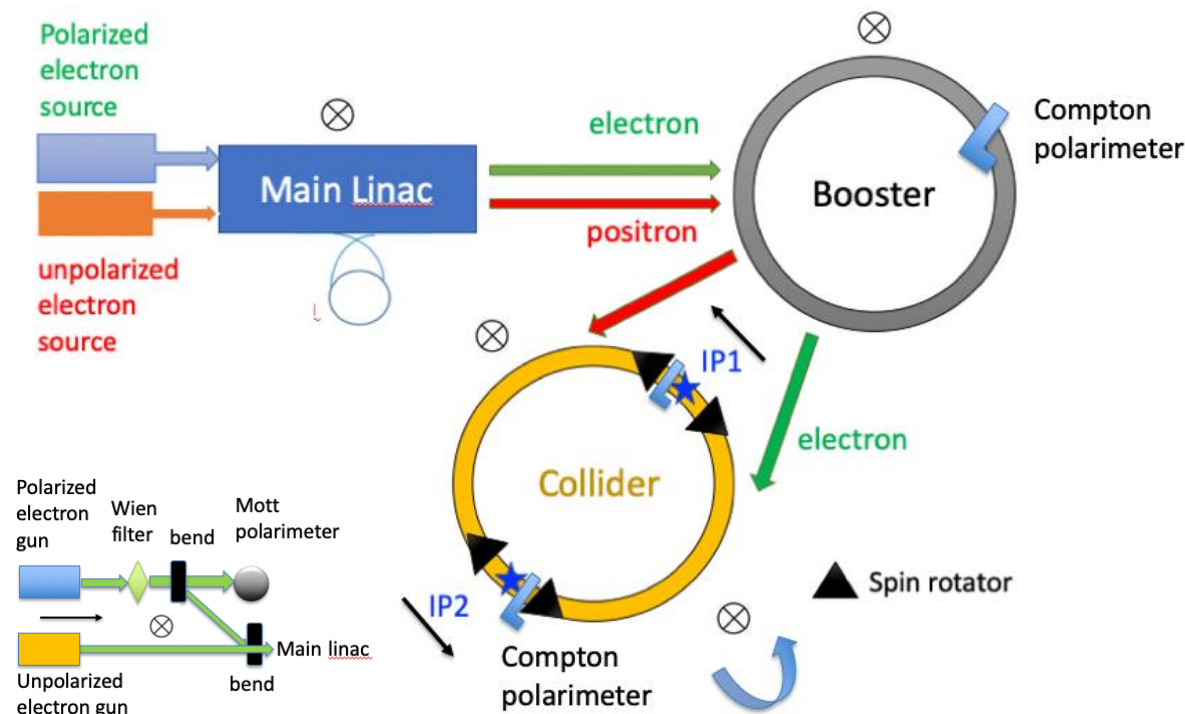 Polarized
electron
source
Main Linac
unpolarized
electron
source
electron
positron
Booster
Compton
polarimeter
IP1
electron
Collider
Spin rotator
IP2
Compton
polarimeter
Polarized
electron
gun
Wien
filter
bend
Mott
polarimeter
Main linac
bend
Unpolarized
electron gun